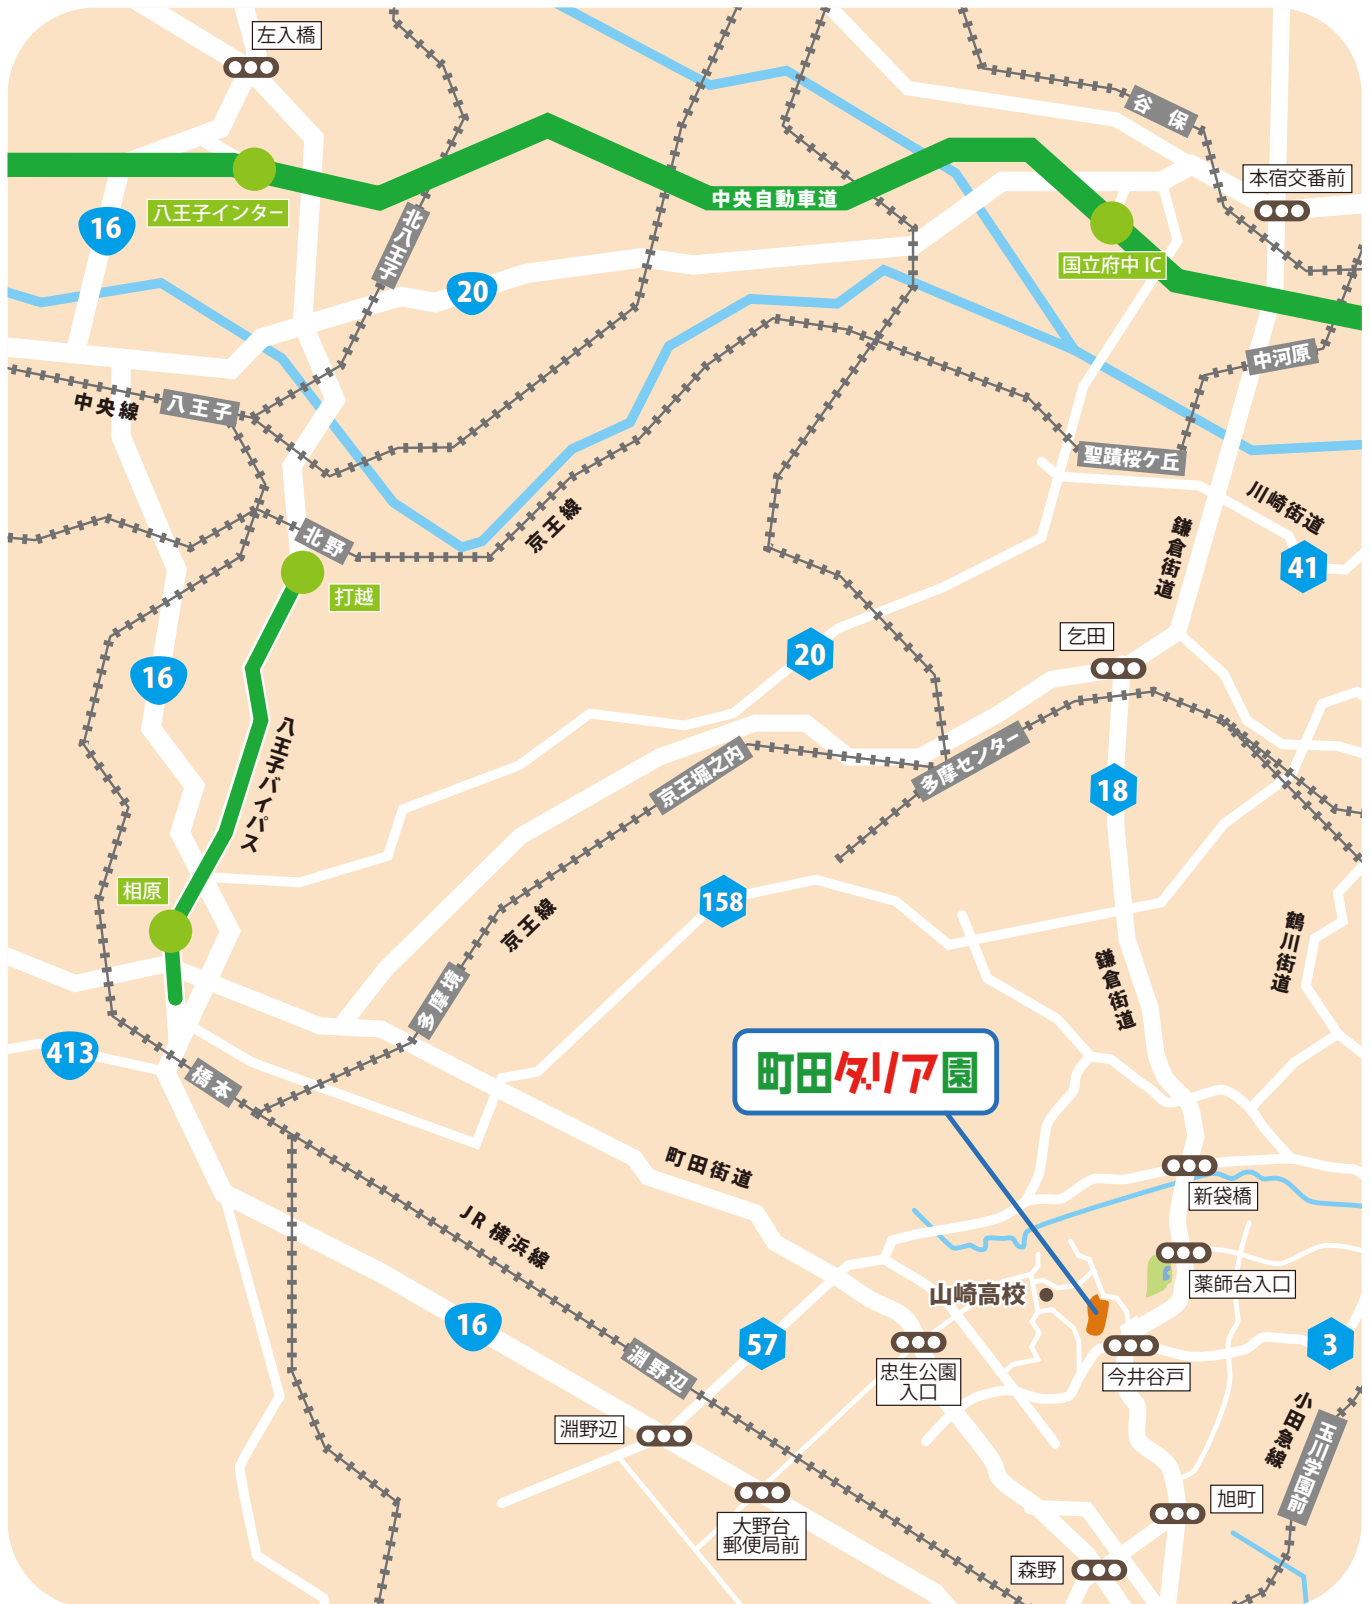 左入橋
谷保
本宿交番前
中央自動車道
八王子インター
16
北八王子
国立府中 IC
20
中河原
中央線
八王子
聖蹟桜ケ丘
川崎街道
京王線
鎌倉街道
北野
41
打越
乞田
20
16
八王子バイパス
多摩センター
京王堀之内
18
相原
158
京王線
鶴川街道
鎌倉街道
多摩境
413
橋本
町田ダリア園
町田街道
新袋橋
JR 横浜線
薬師台入口
山崎高校
16
57
3
淵野辺
忠生公園
入口
今井谷戸
小田急線
玉川学園前
淵野辺
旭町
大野台
郵便局前
森野